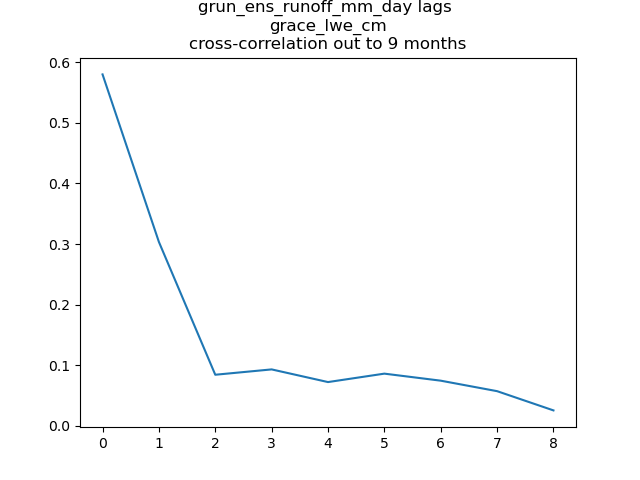 grun_ens_runoff_mm_day lags
grace_lwe_cm
cross-correlation out to 9 months
0.6
0.5
0.4
0.3
0.2
0.1
0.0
0 1 2 3 4 5 6 7 8